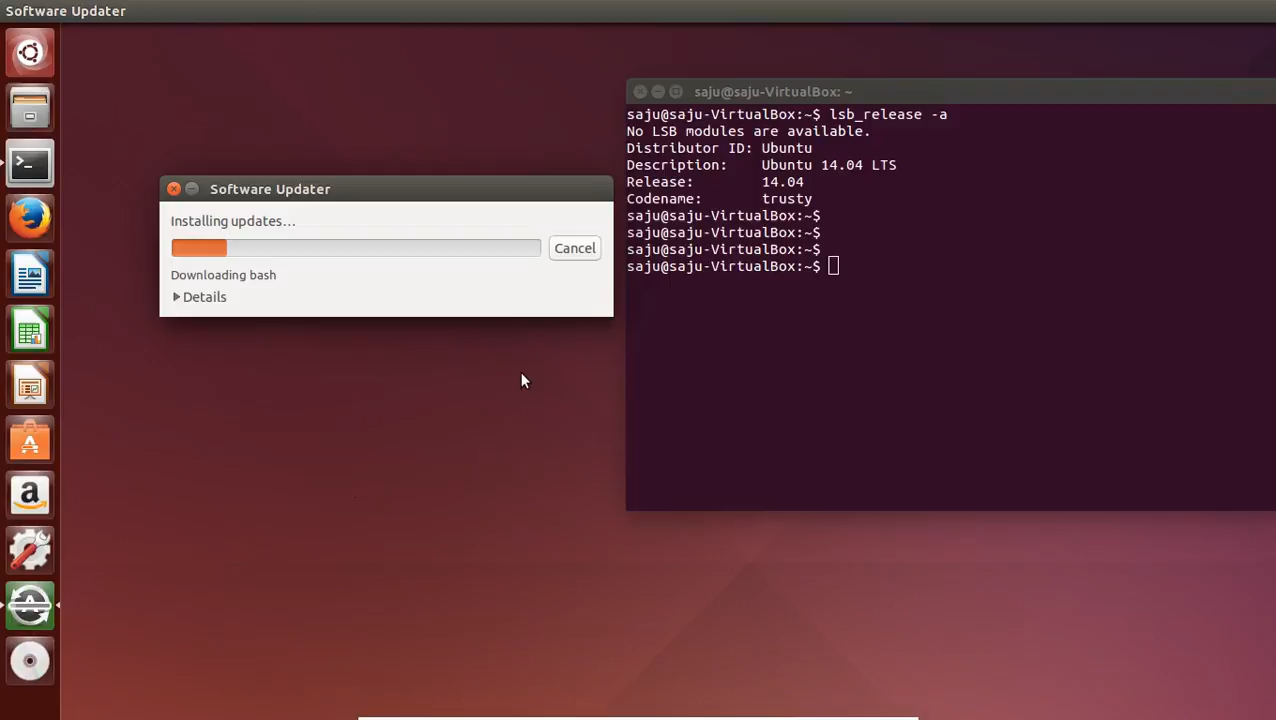 Software Updater
saju@saju-VirtualBox: ~
saju@saju-VirtualBox:~$ lsb_release -a
No LSB modules are available.
Distributor ID: Ubuntu
Description: Ubuntu 14.04 LTS
Release: 14.04
Codename: trusty
saju@saju-VirtualBox:~$
saju@saju-VirtualBox:~$
saju@saju-VirtualBox:~$
saju@saju-VirtualBox:~$
Software Updater
Installing updates…
Cancel
Downloading bash
Details